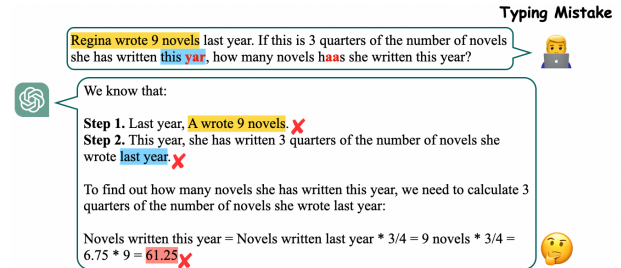 Typing Mistake
Regina wrote 9 novels last year. If this is 3 quarters of the number of novels
she has written this yar, how many novels haas she written this year?
We know that:
Step 1. Last year, A wrote 9 novels.
Step 2. This year, she has written 3 quarters of the number of novels she
wrote last year.
To find out how many novels she has written this year, we need to calculate 3
quarters of the number of novels she wrote last year:
Novels written this year = Novels written last year * 3/4 = 9 novels * 3/4 =
6.75 * 9 = 61.25